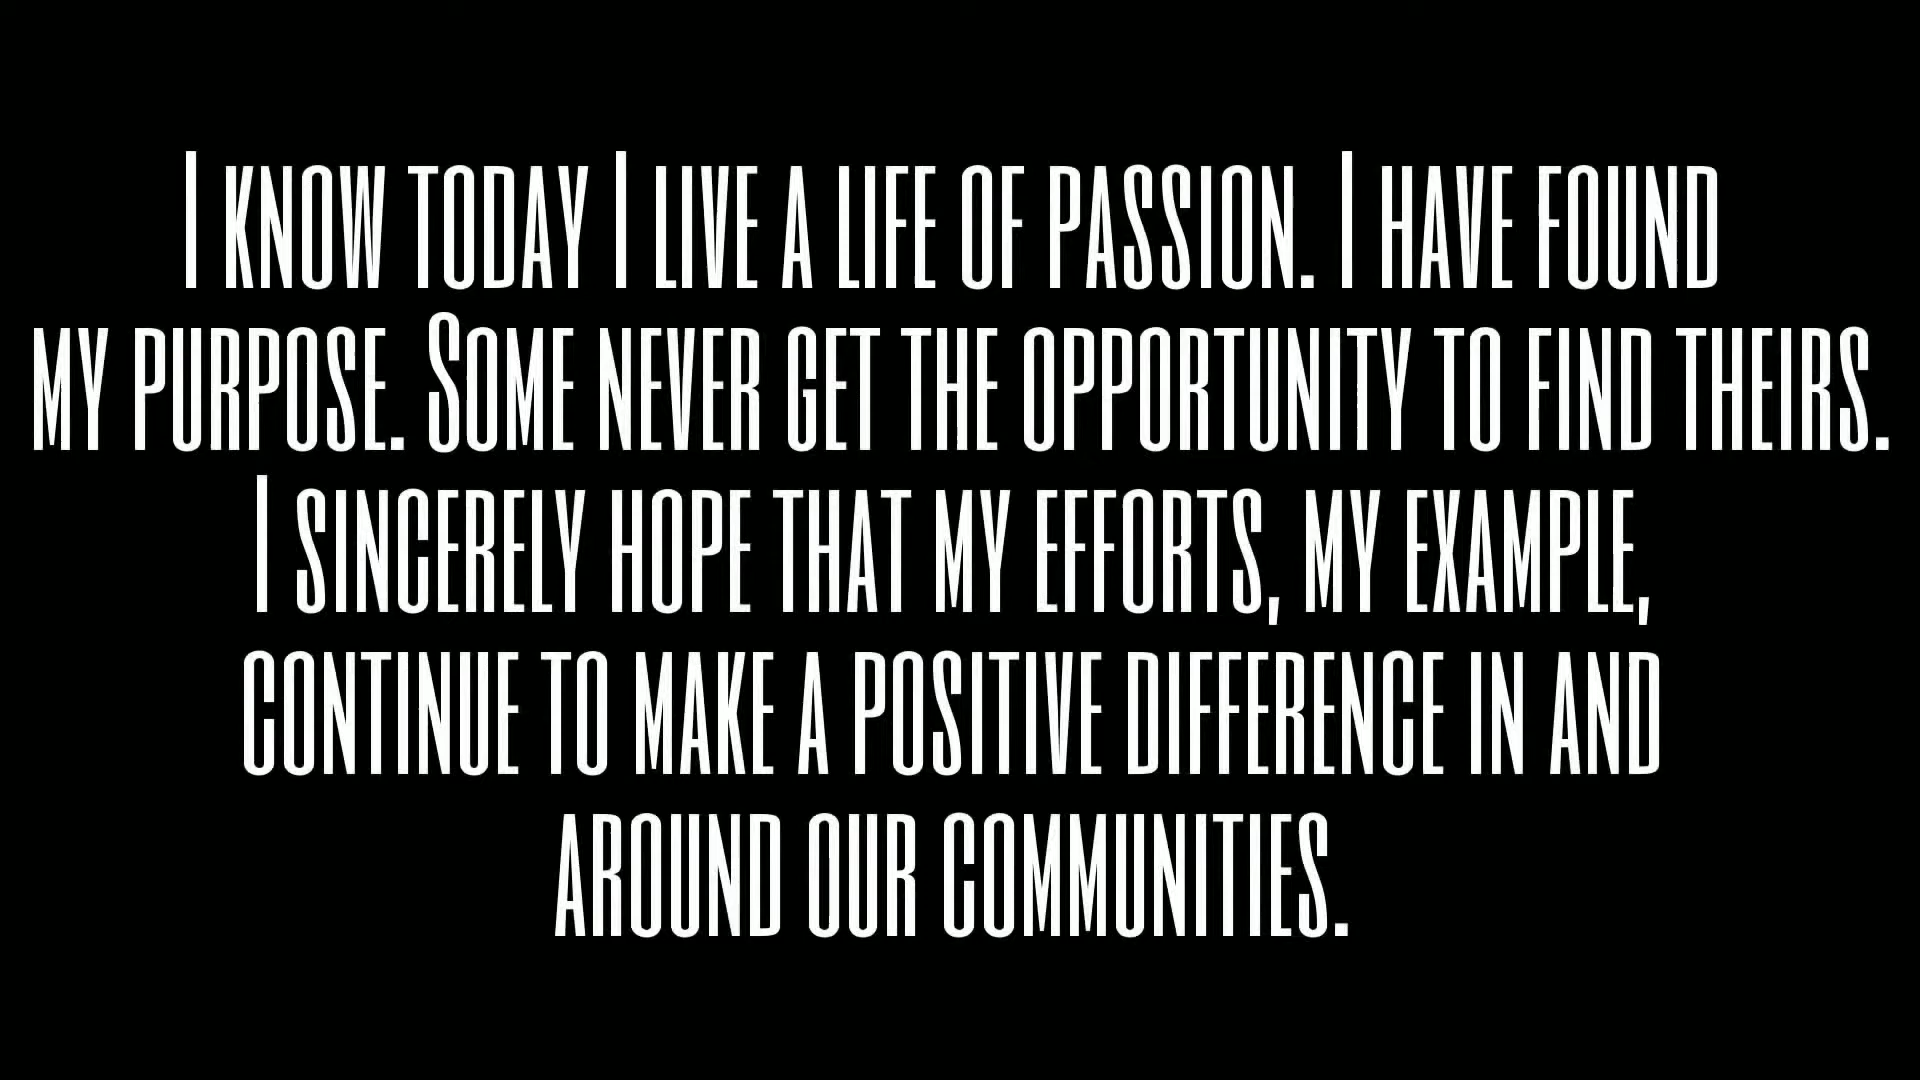 I know today I live a life of passion. I have found
my purpose. Some never get the opportunity to find theirs.
I sincerely hope that my efforts, my example,
continue to make a positive difference in and
around our communities.